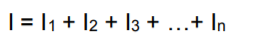 I = I₁ + I₂ + I₃ + …+ Iₙ